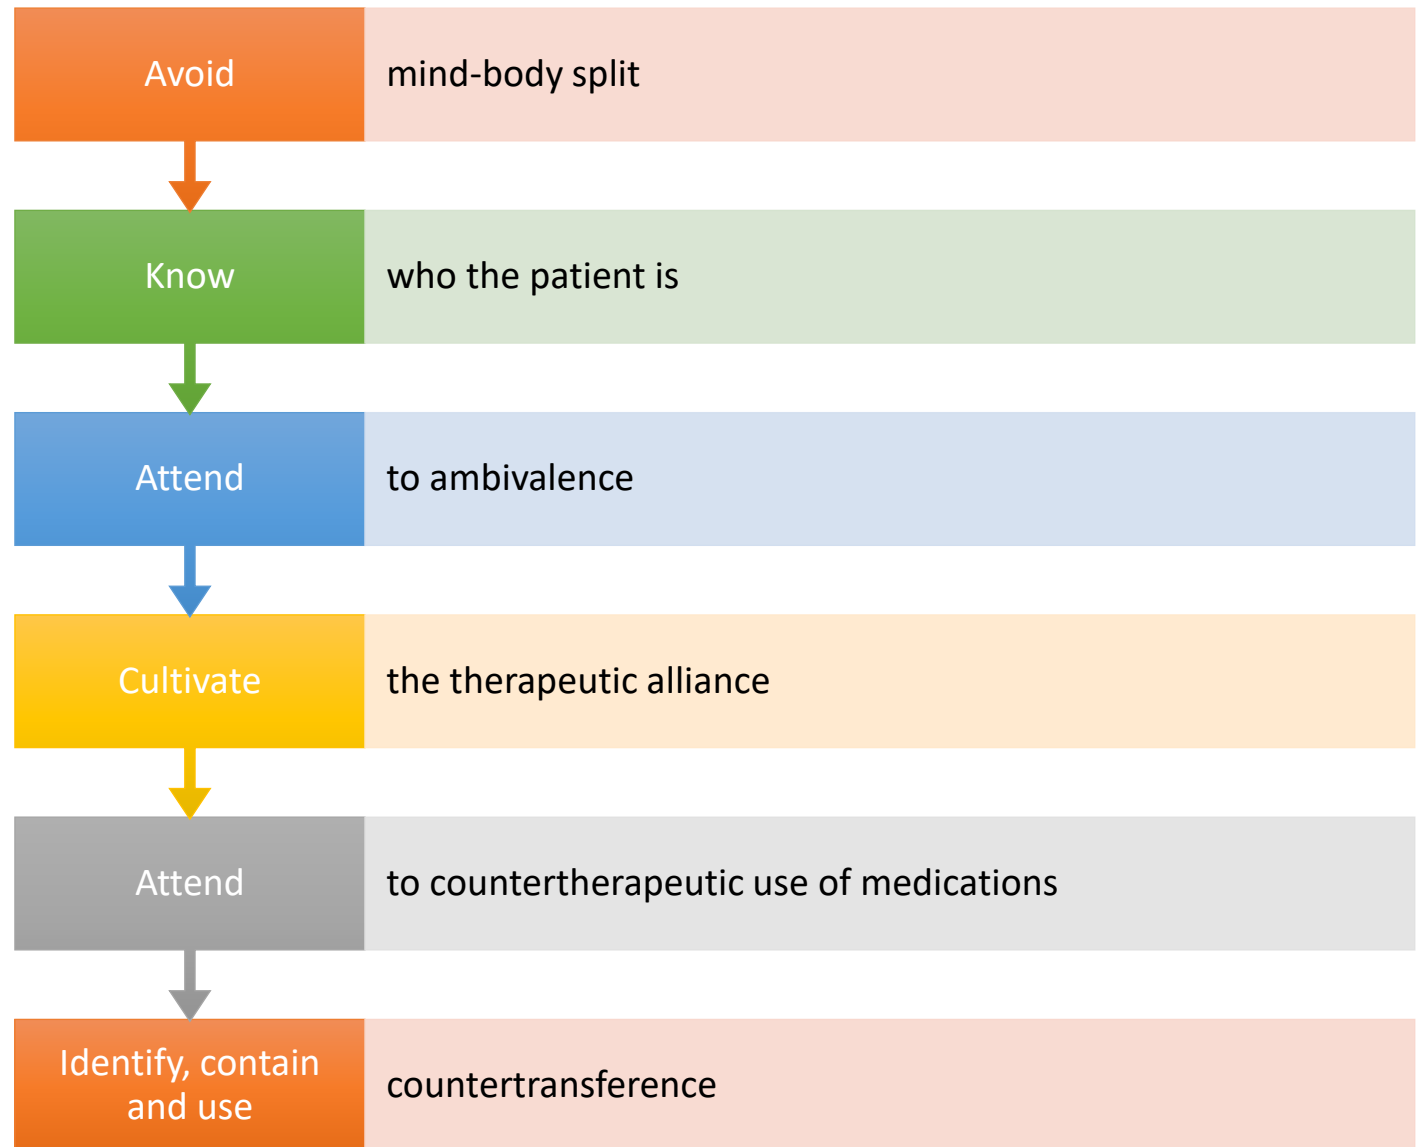 Avoid
mind-body split
Know
who the patient is
Attend
to ambivalence
Cultivate
the therapeutic alliance
Attend
to countertherapeutic use of medications
Identify, contain
and use
countertransference